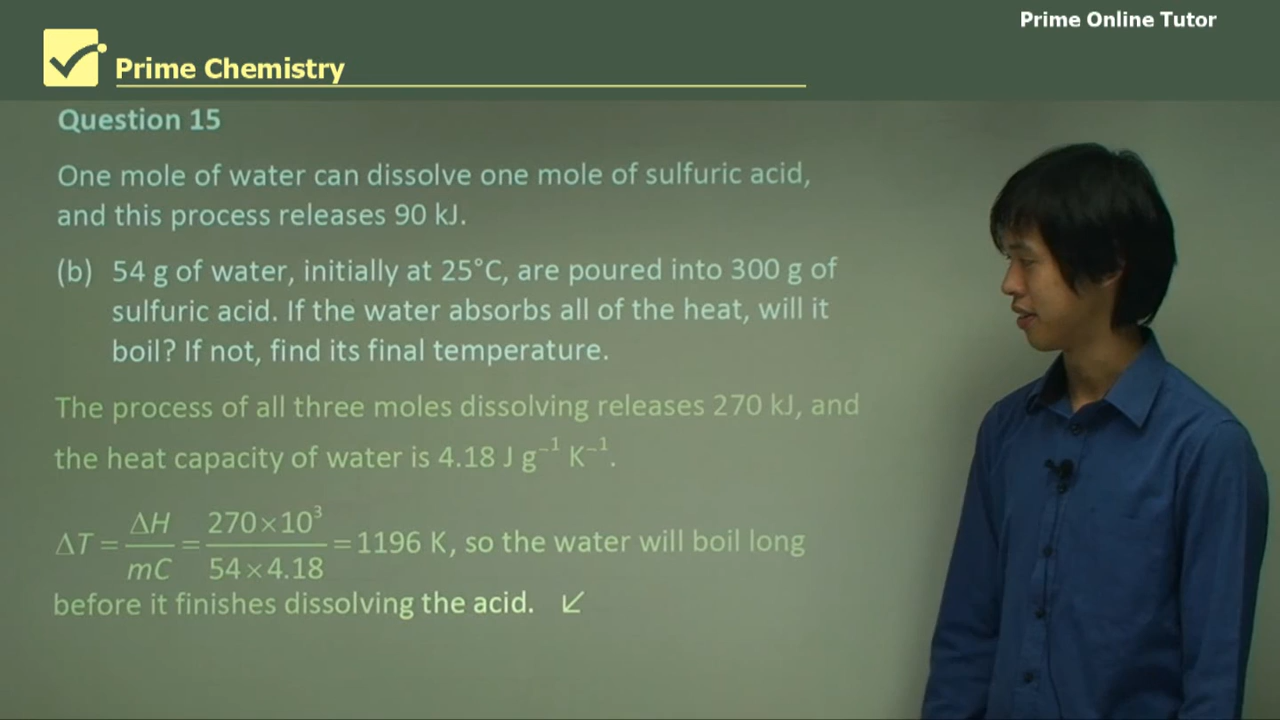 Prime Online Tutor
Prime Chemistry
Question 15
One mole of water can dissolve one mole of sulfuric acid,
and this process releases 90 kJ.
(b) 54 g of water, initially at 25°C, are poured into 300 g of
sulfuric acid. If the water absorbs all of the heat, will it
boil? If not, find its final temperature.
The process of all three moles dissolving releases 270 kJ, and
the heat capacity of water is 4.18 J g⁻¹ K⁻¹.
ΔT = ΔH/mC = 270×10³/54×4.18 = 1196 K, so the water will boil long
before it finishes dissolving the acid. ↙